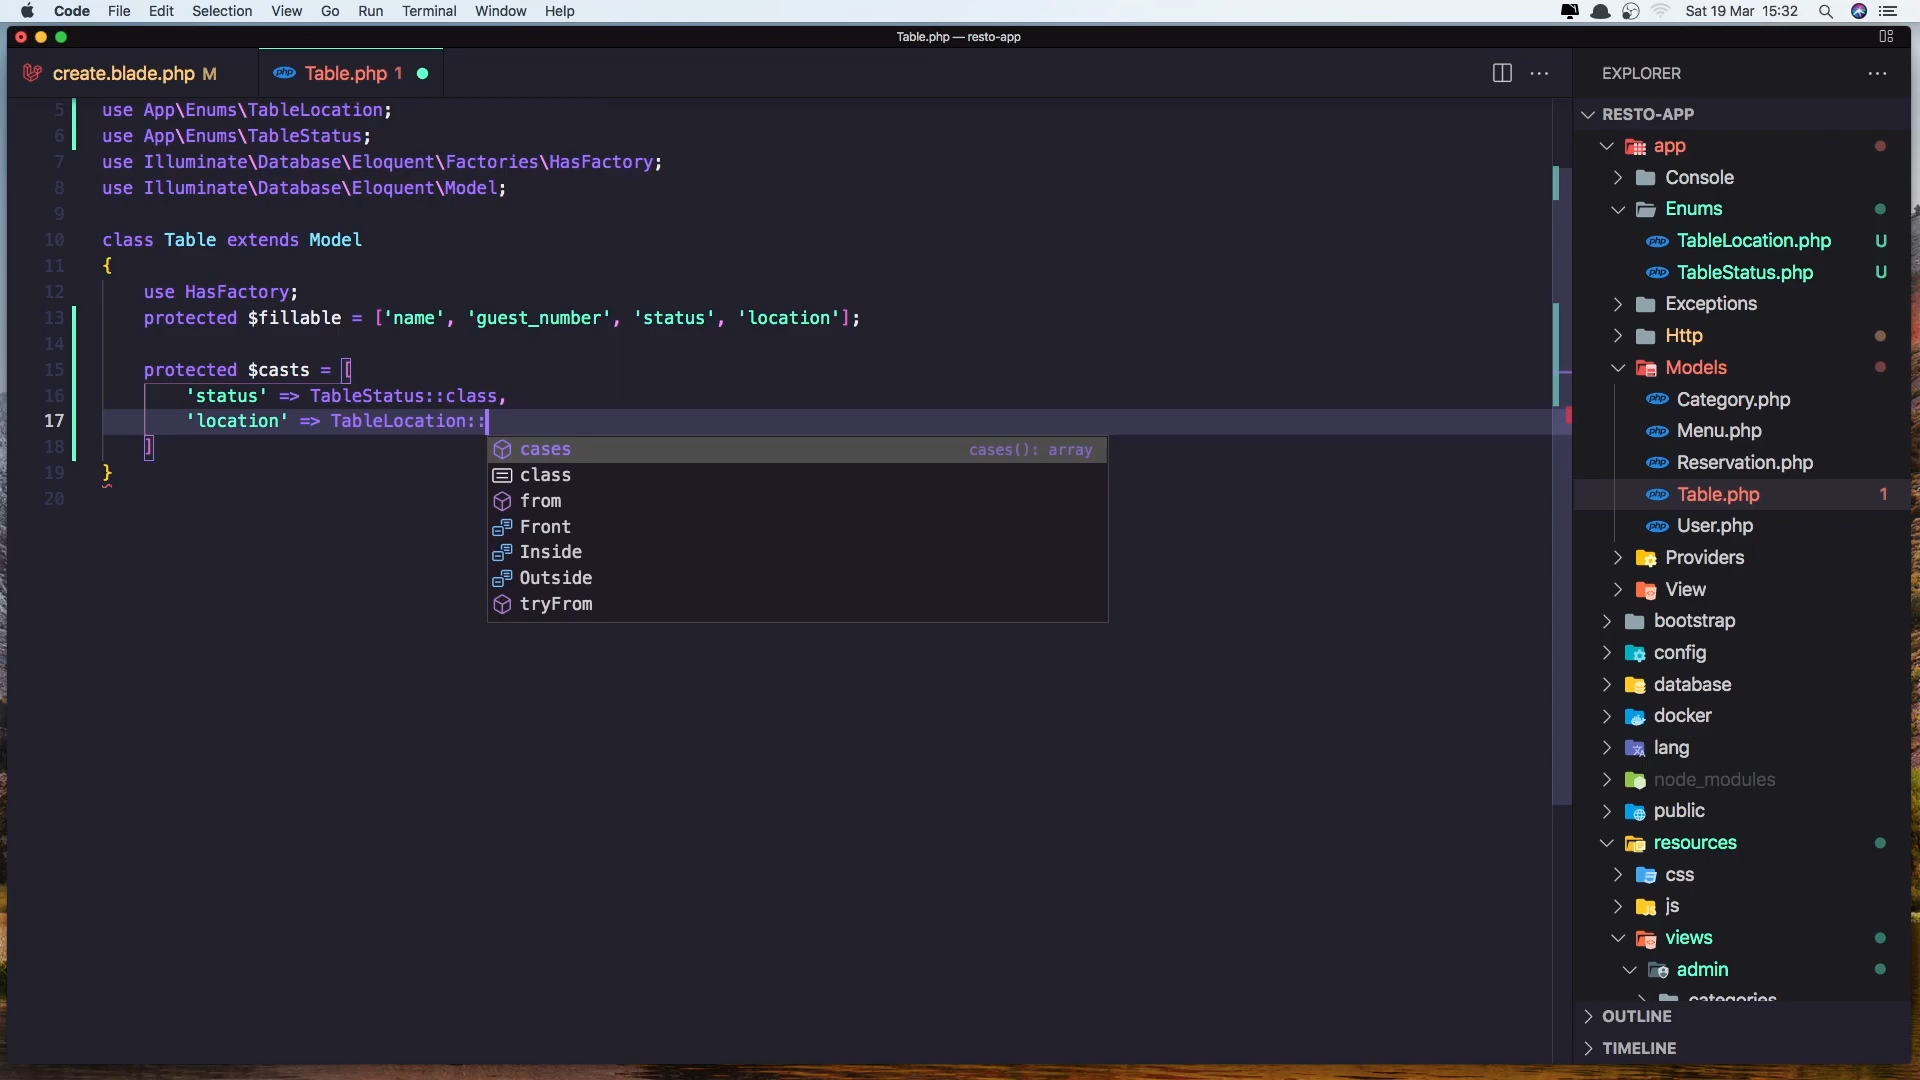 Code File Edit Selection View Go Run Terminal Window Help Sat 19 Mar 15:32
Table.php — resto-app
create.blade.php M Table.php 1
5 use App\Enums\TableLocation;
6 use App\Enums\TableStatus;
7 use Illuminate\Database\Eloquent\Factories\HasFactory;
8 use Illuminate\Database\Eloquent\Model;
9
10 class Table extends Model
11 {
12 use HasFactory;
13 protected $fillable = ['name', 'guest_number', 'status', 'location'];
14
15 protected $casts = [
16 'status' => TableStatus::class,
17 'location' => TableLocation::
18 ]
19 }
20
cases cases(): array
class
from
Front
Inside
Outside
tryFrom
EXPLORER
RESTO-APP
app
Console
Enums
TableLocation.php U
TableStatus.php U
Exceptions
Http
Models
Category.php
Menu.php
Reservation.php
Table.php 1
User.php
Providers
View
bootstrap
config
database
docker
lang
node_modules
public
resources
css
js
views
admin
categories
OUTLINE
TIMELINE